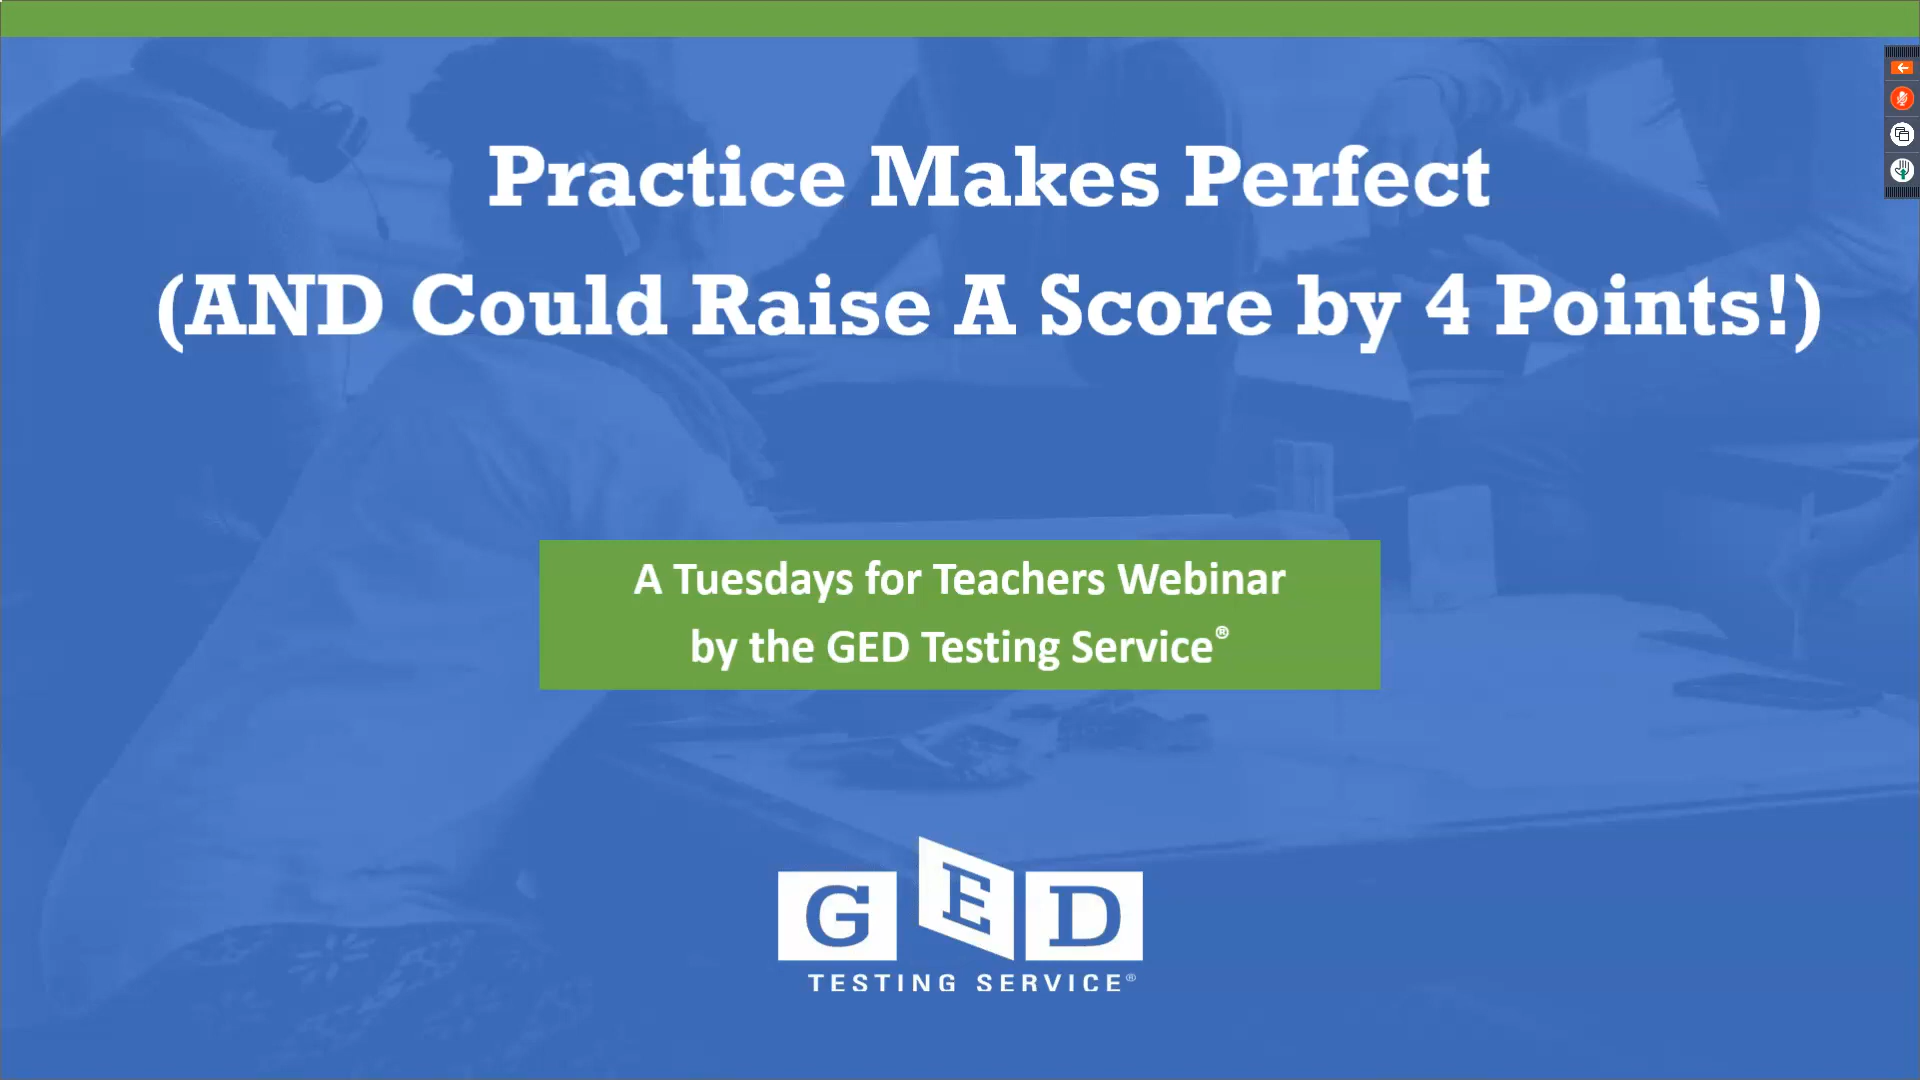 Practice Makes Perfect
(AND Could Raise A Score by 4 Points!)
A Tuesdays for Teachers Webinar
by the GED Testing Service®
GED
TESTING SERVICE®